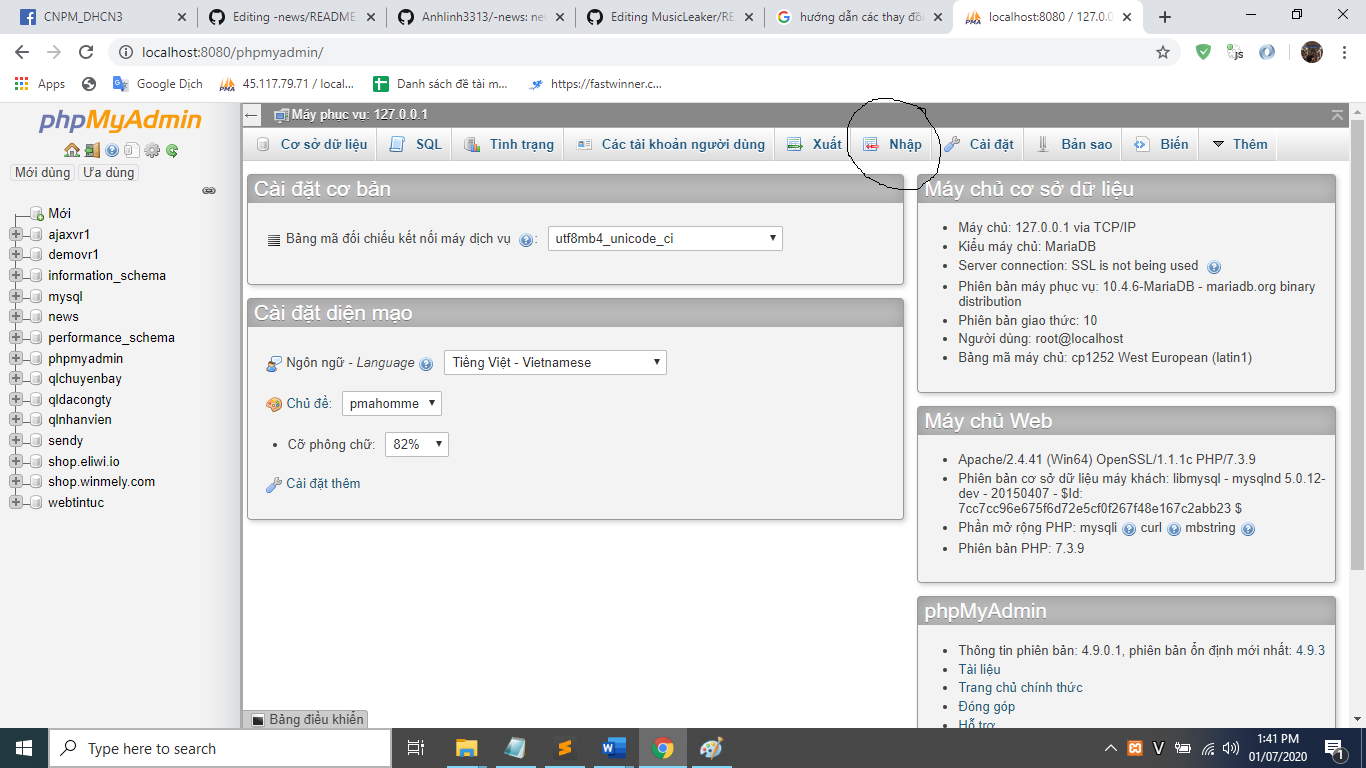 CNPM_DHCN3
Editing -news/README
Anhlinh3313/-news: nev
Editing MusicLeaker/RE
hướng dẫn các thay đổi
localhost:8080 / 127.0.0
localhost:8080/phpmyadmin/
Apps
Google Dịch
45.117.79.71 / local...
Danh sách đề tài m...
https://fastwinner.c...
phpMyAdmin
Mới dùng
Ưa dùng
Mới
ajaxvr1
demovr1
information_schema
mysql
news
performance_schema
phpmyadmin
qlchuyenbay
qldacongty
qlnhanvien
sendy
shop.eliwi.io
shop.winmely.com
webtintuc
Máy phục vụ: 127.0.0.1
Cơ sở dữ liệu
SQL
Tình trạng
Các tài khoản người dùng
Xuất
Nhập
Cài đặt
Bản sao
Biến
Thêm
Cài đặt cơ bản
Bảng mã đối chiếu kết nối máy dịch vụ :
utf8mb4_unicode_ci
Cài đặt diện mạo
Ngôn ngữ - Language
Tiếng Việt - Vietnamese
Chủ đề:
pmahomme
Cỡ phông chữ:
82%
Cài đặt thêm
Bảng điều khiển
Máy chủ cơ sở dữ liệu
Máy chủ: 127.0.0.1 via TCP/IP
Kiểu máy chủ: MariaDB
Server connection: SSL is not being used
Phiên bản máy phục vụ: 10.4.6-MariaDB - mariadb.org binary
distribution
Phiên bản giao thức: 10
Người dùng: root@localhost
Bảng mã máy chủ: cp1252 West European (latin1)
Máy chủ Web
Apache/2.4.41 (Win64) OpenSSL/1.1.1c PHP/7.3.9
Phiên bản cơ sở dữ liệu máy khách: libmysql - mysqlnd 5.0.12-
dev - 20150407 - $Id:
7cc7cc96e675f6d72e5cf0f267f48e167c2abb23 $
Phần mở rộng PHP: mysqli curl mbstring
Phiên bản PHP: 7.3.9
phpMyAdmin
Thông tin phiên bản: 4.9.0.1, phiên bản ổn định mới nhất: 4.9.3
Tài liệu
Trang chủ chính thức
Đóng góp
Hỗ trợ
Type here to search
1:41 PM
01/07/2020